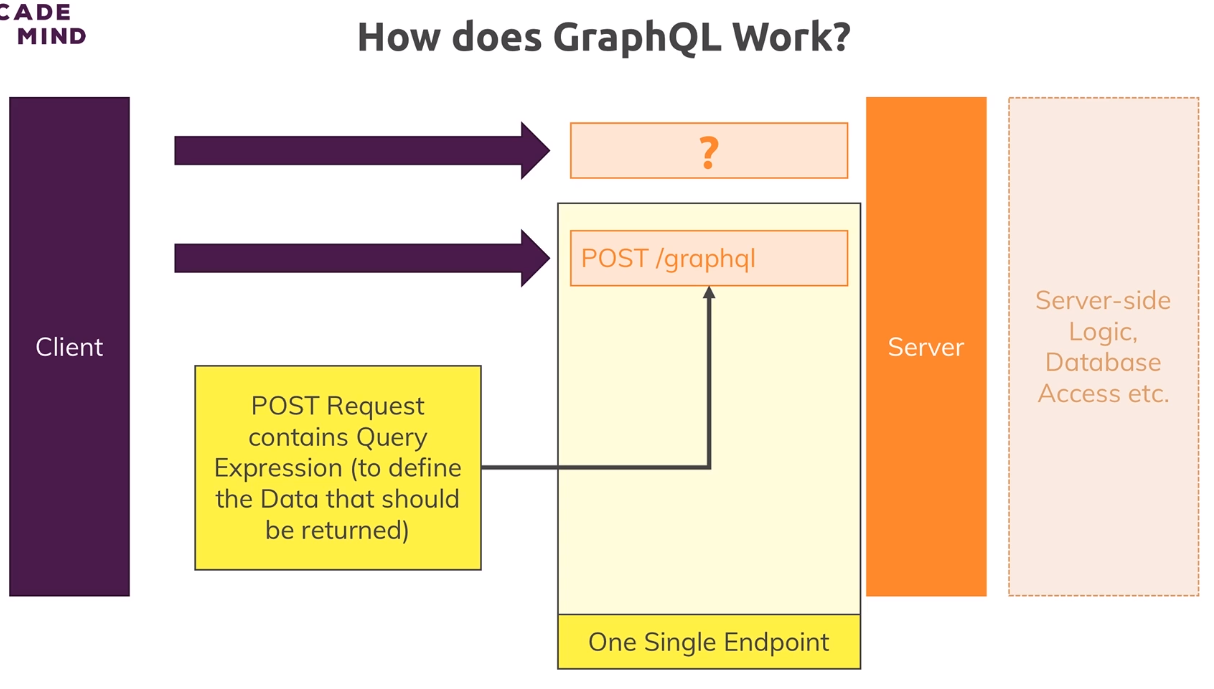 CADE
MIND
How does GraphQL Work?
?
POST /graphql
Client
Server
Server-side
Logic,
Database
Access etc.
POST Request
contains Query
Expression (to define
the Data that should
be returned)
One Single Endpoint